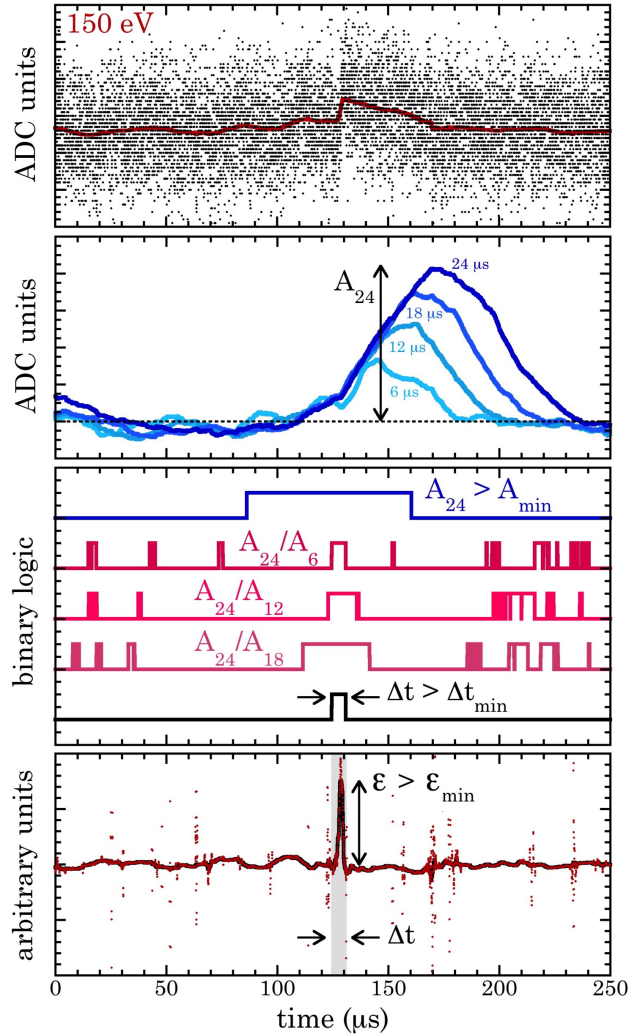 150 eV
ADC units
ADC units
A24
24 μs
18 μs
12 μs
6 μs
binary logic
A24 > Amin
A24/A6
A24/A12
A24/A18
Δt > Δtmin
arbitrary units
ε > εmin
Δt
0 50 100 150 200 250
time (μs)